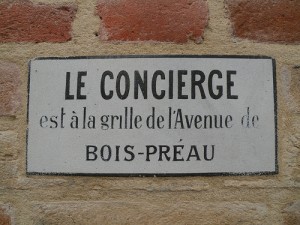 LE CONCIERGE
est à la grille de l'Avenue de
BOIS-PRÉAU